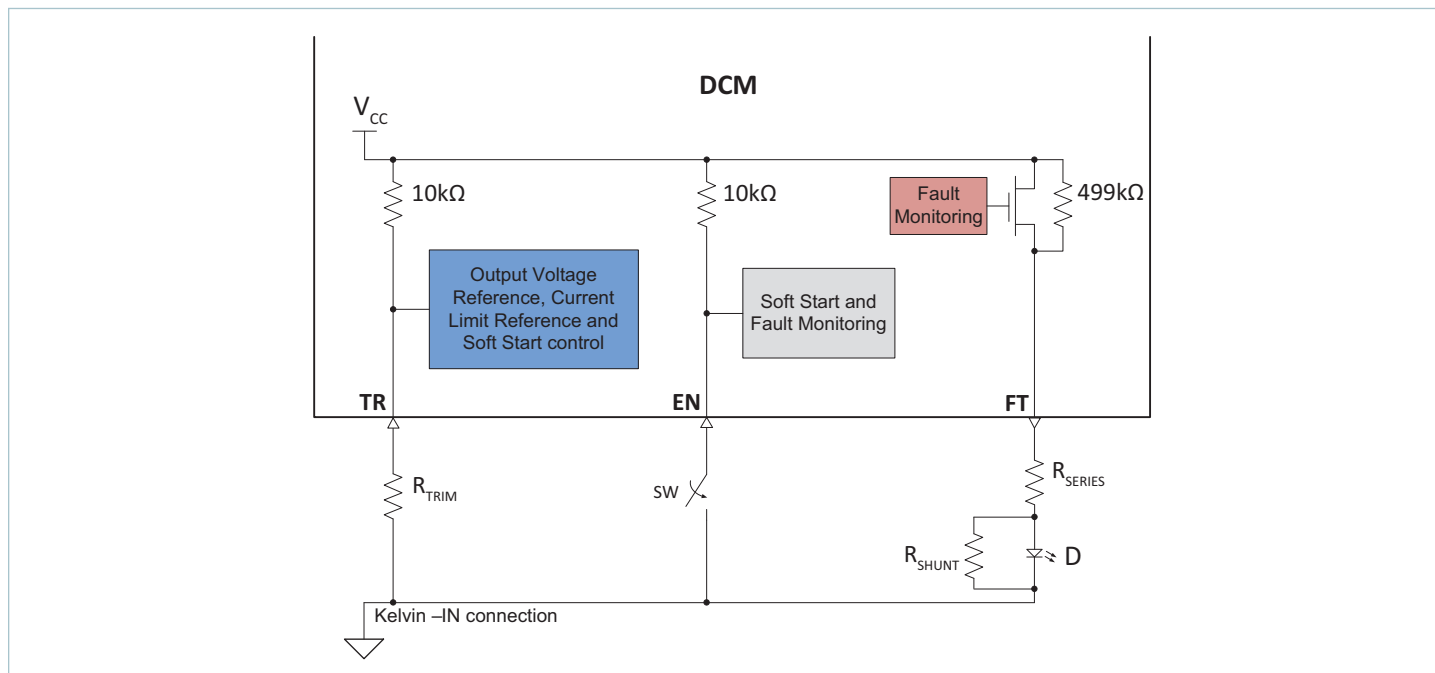 DCM
VCC
10kΩ
10kΩ
499kΩ
Fault
Monitoring
Output Voltage
Reference, Current
Limit Reference and
Soft Start control
Soft Start and
Fault Monitoring
TR
EN
FT
RTRIM
SW
RSERIES
RSHUNT
D
Kelvin –IN connection